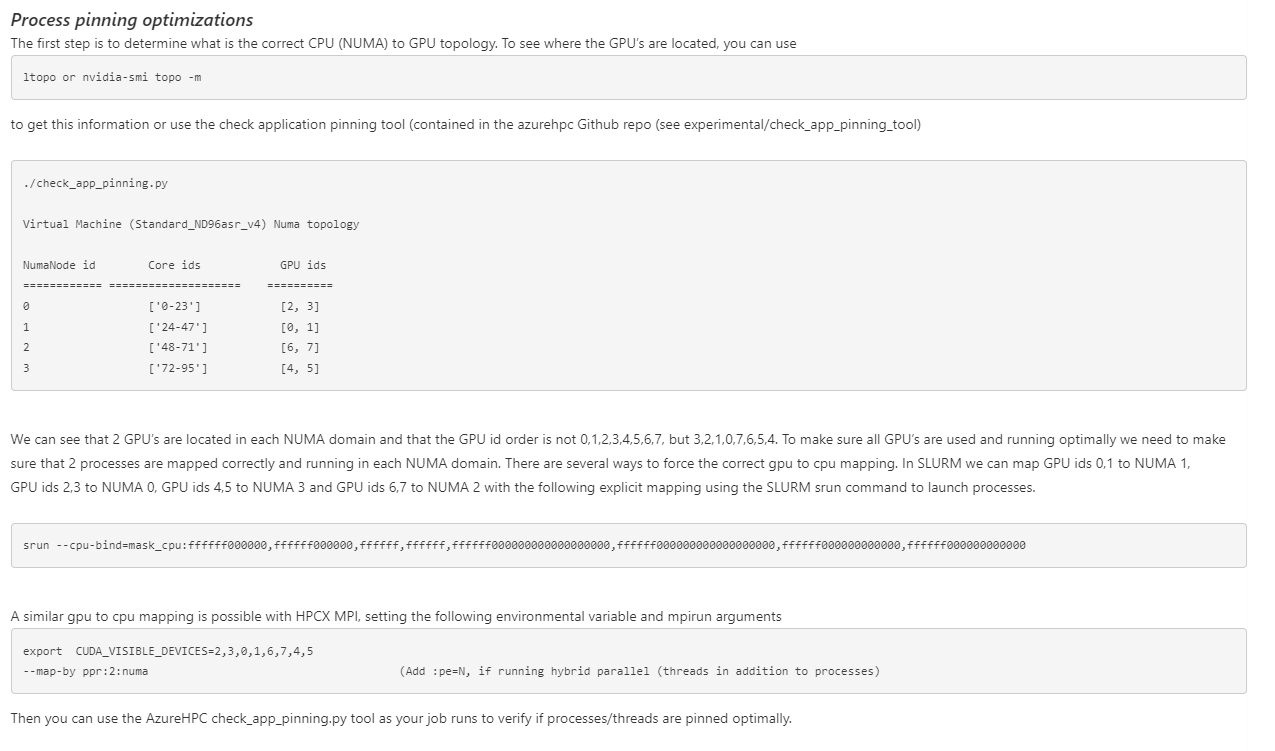 Process pinning optimizations
The first step is to determine what is the correct CPU (NUMA) to GPU topology. To see where the GPU's are located, you can use
ltopo or nvidia-smi topo -m
to get this information or use the check application pinning tool (contained in the azurehpc Github repo (see experimental/check_app_pinning_tool)
./check_app_pinning.py
Virtual Machine (Standard_ND96asr_v4) Numa topology
NumaNode id        Core ids            GPU ids
============ ====================    ==========
0                  ['0-23']            [2, 3]
1                  ['24-47']           [0, 1]
2                  ['48-71']           [6, 7]
3                  ['72-95']           [4, 5]
We can see that 2 GPU's are located in each NUMA domain and that the GPU id order is not 0,1,2,3,4,5,6,7, but 3,2,1,0,7,6,5,4. To make sure all GPU's are used and running optimally we need to make
sure that 2 processes are mapped correctly and running in each NUMA domain. There are several ways to force the correct gpu to cpu mapping. In SLURM we can map GPU ids 0,1 to NUMA 1,
GPU ids 2,3 to NUMA 0, GPU ids 4,5 to NUMA 3 and GPU ids 6,7 to NUMA 2 with the following explicit mapping using the SLURM srun command to launch processes.
srun --cpu-bind=mask_cpu:ffffff000000,ffffff000000,ffffff,ffffff,ffffff000000000000000000,ffffff000000000000000000,ffffff000000000000,ffffff000000000000
A similar gpu to cpu mapping is possible with HPCX MPI, setting the following environmental variable and mpirun arguments
export  CUDA_VISIBLE_DEVICES=2,3,0,1,6,7,4,5
--map-by ppr:2:numa                                      (Add :pe=N, if running hybrid parallel (threads in addition to processes)
Then you can use the AzureHPC check_app_pinning.py tool as your job runs to verify if processes/threads are pinned optimally.